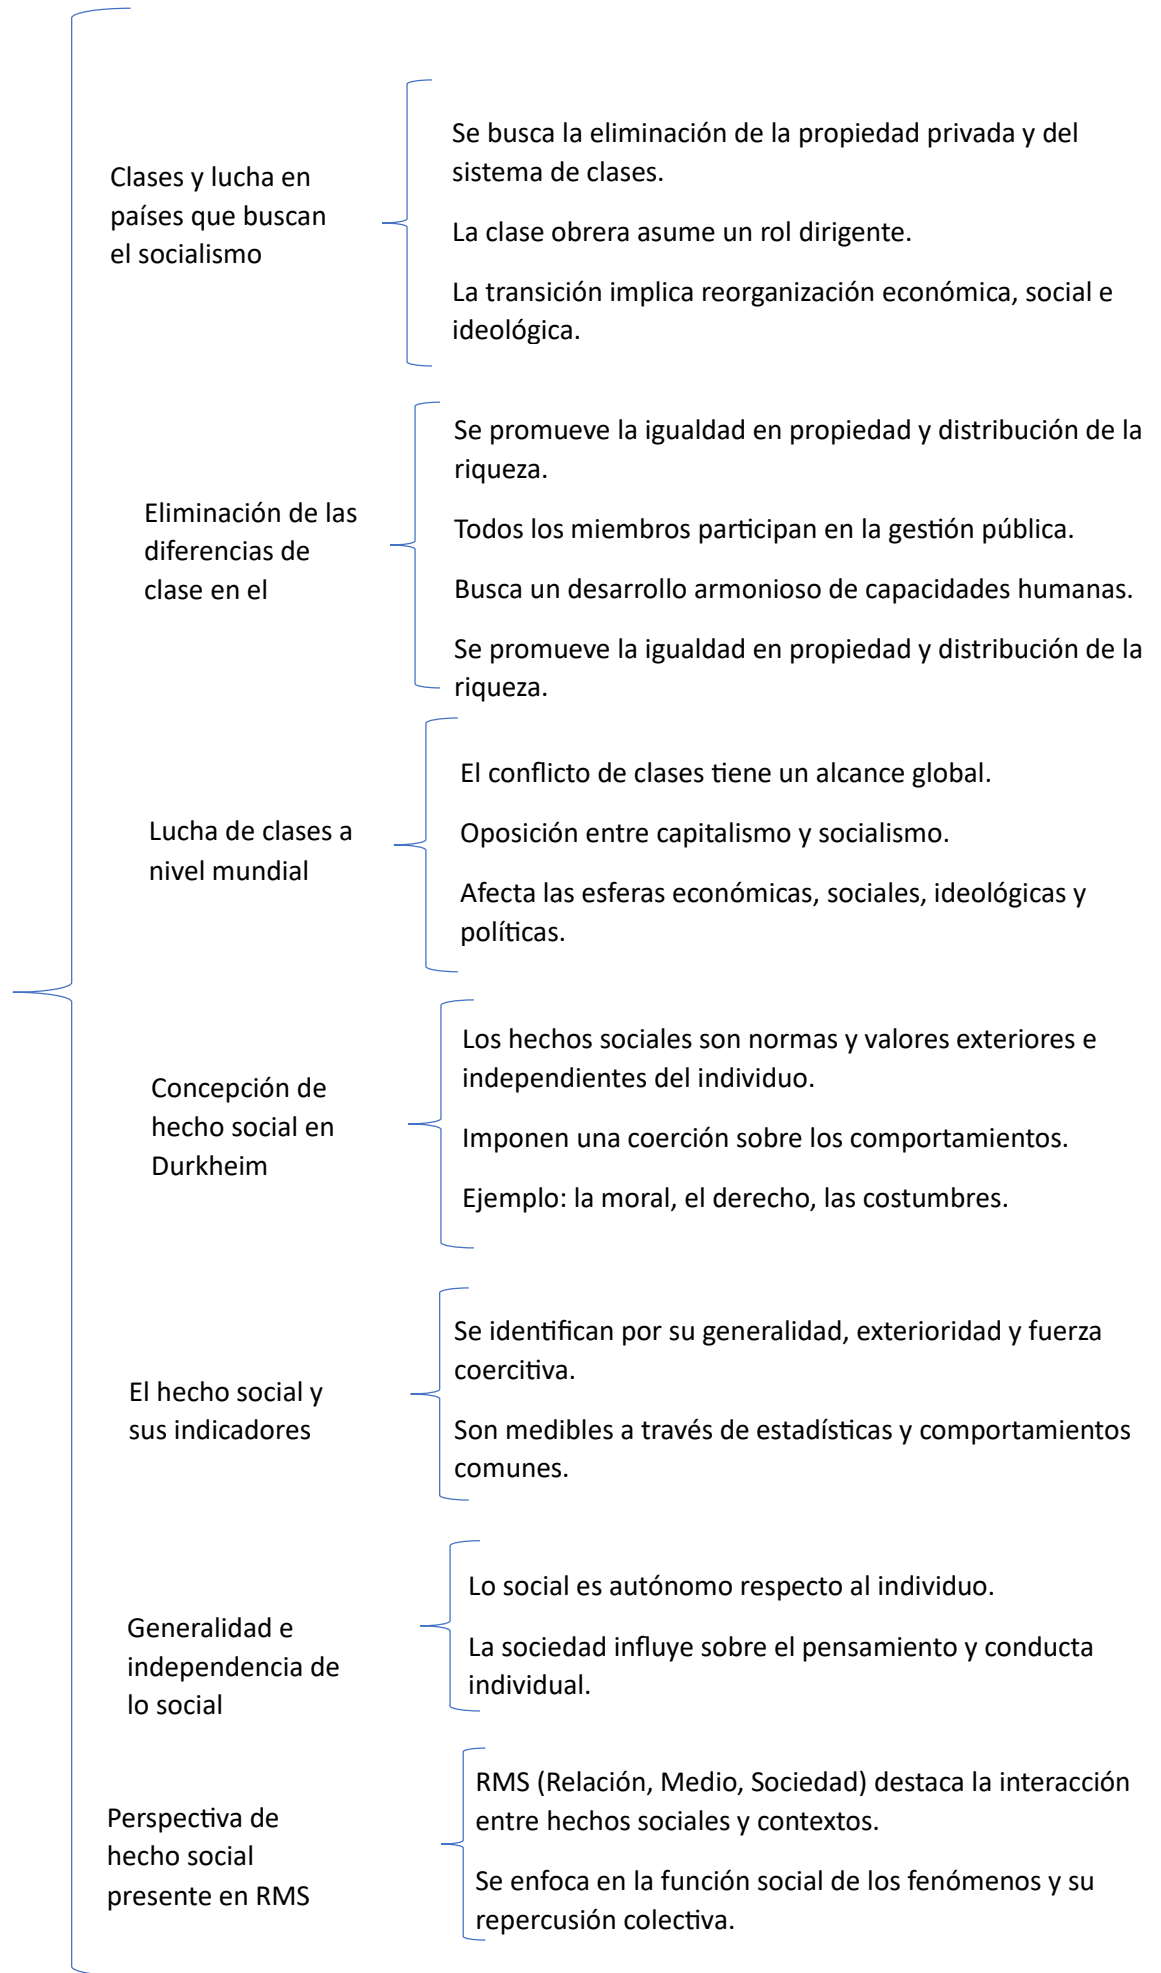 Clases y lucha en
países que buscan
el socialismo
Se busca la eliminación de la propiedad privada y del
sistema de clases.
La clase obrera asume un rol dirigente.
La transición implica reorganización económica, social e
ideológica.
Eliminación de las
diferencias de
clase en el
Se promueve la igualdad en propiedad y distribución de la
riqueza.
Todos los miembros participan en la gestión pública.
Busca un desarrollo armonioso de capacidades humanas.
Se promueve la igualdad en propiedad y distribución de la
riqueza.
Lucha de clases a
nivel mundial
El conflicto de clases tiene un alcance global.
Oposición entre capitalismo y socialismo.
Afecta las esferas económicas, sociales, ideológicas y
políticas.
Concepción de
hecho social en
Durkheim
Los hechos sociales son normas y valores exteriores e
independientes del individuo.
Imponen una coerción sobre los comportamientos.
Ejemplo: la moral, el derecho, las costumbres.
El hecho social y
sus indicadores
Se identifican por su generalidad, exterioridad y fuerza
coercitiva.
Son medibles a través de estadísticas y comportamientos
comunes.
Generalidad e
independencia de
lo social
Lo social es autónomo respecto al individuo.
La sociedad influye sobre el pensamiento y conducta
individual.
Perspectiva de
hecho social
presente en RMS
RMS (Relación, Medio, Sociedad) destaca la interacción
entre hechos sociales y contextos.
Se enfoca en la función social de los fenómenos y su
repercusión colectiva.